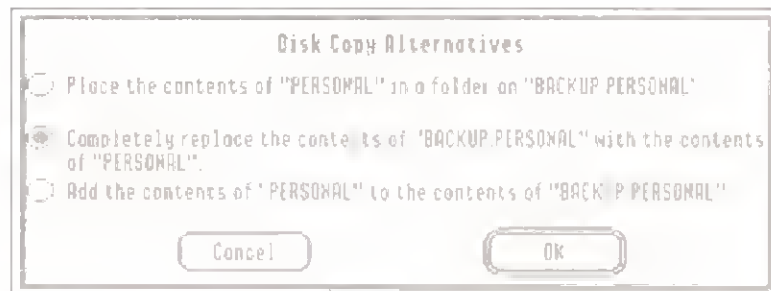 Disk Copy Alternatives
Place the contents of "PERSONAL" in a folder on "BACKUP.PERSONAL"
Completely replace the contents of "BACKUP.PERSONAL" with the contents
of "PERSONAL".
Add the contents of "PERSONAL" to the contents of "BACKUP.PERSONAL"
Cancel
OK